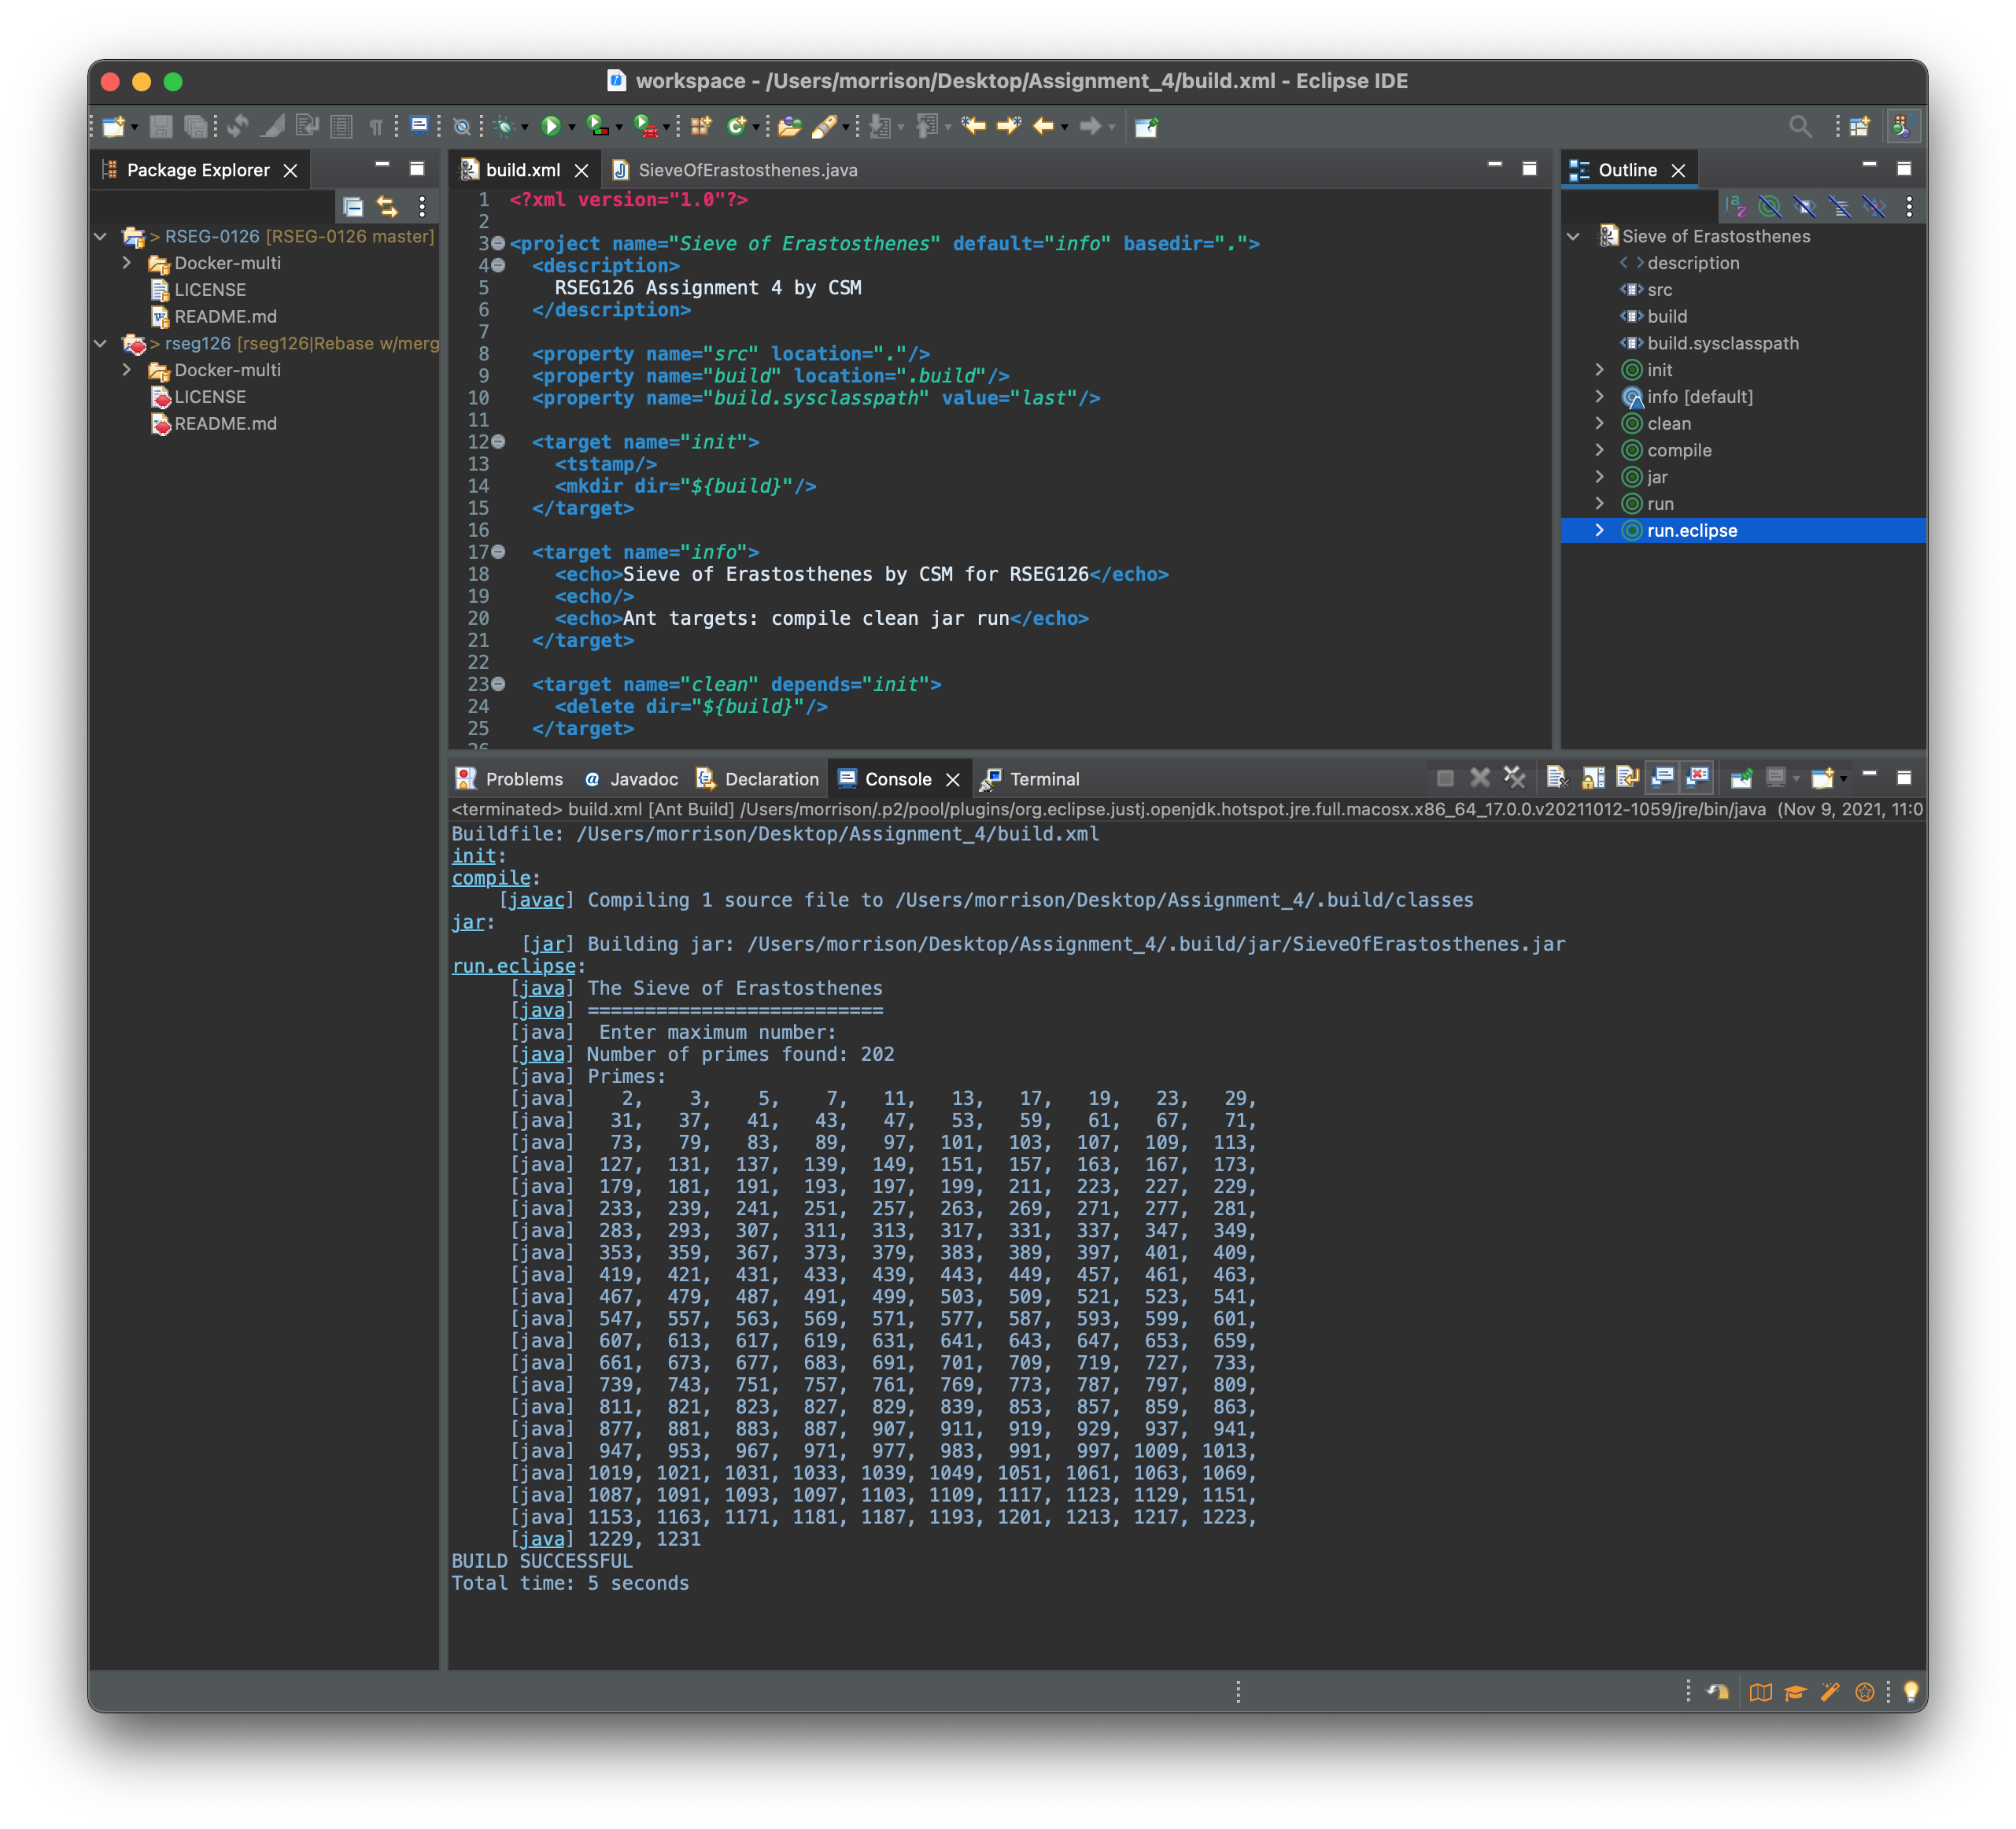 workspace - /Users/morrison/Desktop/Assignment_4/build.xml - Eclipse IDE
Package Explorer
> RSEG-0126 [RSEG-0126 master]
Docker-multi
LICENSE
README.md
> rseg126 [rseg126|Rebase w/merg
Docker-multi
LICENSE
README.md
build.xml
SieveOfErastosthenes.java
1 <?xml version="1.0"?>
2
3 <project name="Sieve of Erastosthenes" default="info" basedir=".">
4 <description>
5 RSEG126 Assignment 4 by CSM
6 </description>
7
8 <property name="src" location="."/>
9 <property name="build" location=".build"/>
10 <property name="build.sysclasspath" value="last"/>
11
12 <target name="init">
13 <tstamp/>
14 <mkdir dir="${build}"/>
15 </target>
16
17 <target name="info">
18 <echo>Sieve of Erastosthenes by CSM for RSEG126</echo>
19 <echo/>
20 <echo>Ant targets: compile clean jar run</echo>
21 </target>
22
23 <target name="clean" depends="init">
24 <delete dir="${build}"/>
25 </target>
26
Outline
Sieve of Erastosthenes
description
src
build
build.sysclasspath
init
info [default]
clean
compile
jar
run
run.eclipse
Problems
@ Javadoc
Declaration
Console
Terminal
<terminated> build.xml [Ant Build] /Users/morrison/.p2/pool/plugins/org.eclipse.justj.openjdk.hotspot.jre.full.macosx.x86_64_17.0.0.v20211012-1059/jre/bin/java (Nov 9, 2021, 11:0
Buildfile: /Users/morrison/Desktop/Assignment_4/build.xml
init:
compile:
[javac] Compiling 1 source file to /Users/morrison/Desktop/Assignment_4/.build/classes
jar:
[jar] Building jar: /Users/morrison/Desktop/Assignment_4/.build/jar/SieveOfErastosthenes.jar
run.eclipse:
[java] The Sieve of Erastosthenes
[java] ==========================
[java] Enter maximum number:
[java] Number of primes found: 202
[java] Primes:
[java] 2, 3, 5, 7, 11, 13, 17, 19, 23, 29,
[java] 31, 37, 41, 43, 47, 53, 59, 61, 67, 71,
[java] 73, 79, 83, 89, 97, 101, 103, 107, 109, 113,
[java] 127, 131, 137, 139, 149, 151, 157, 163, 167, 173,
[java] 179, 181, 191, 193, 197, 199, 211, 223, 227, 229,
[java] 233, 239, 241, 251, 257, 263, 269, 271, 277, 281,
[java] 283, 293, 307, 311, 313, 317, 331, 337, 347, 349,
[java] 353, 359, 367, 373, 379, 383, 389, 397, 401, 409,
[java] 419, 421, 431, 433, 439, 443, 449, 457, 461, 463,
[java] 467, 479, 487, 491, 499, 503, 509, 521, 523, 541,
[java] 547, 557, 563, 569, 571, 577, 587, 593, 599, 601,
[java] 607, 613, 617, 619, 631, 641, 643, 647, 653, 659,
[java] 661, 673, 677, 683, 691, 701, 709, 719, 727, 733,
[java] 739, 743, 751, 757, 761, 769, 773, 787, 797, 809,
[java] 811, 821, 823, 827, 829, 839, 853, 857, 859, 863,
[java] 877, 881, 883, 887, 907, 911, 919, 929, 937, 941,
[java] 947, 953, 967, 971, 977, 983, 991, 997, 1009, 1013,
[java] 1019, 1021, 1031, 1033, 1039, 1049, 1051, 1061, 1063, 1069,
[java] 1087, 1091, 1093, 1097, 1103, 1109, 1117, 1123, 1129, 1151,
[java] 1153, 1163, 1171, 1181, 1187, 1193, 1201, 1213, 1217, 1223,
[java] 1229, 1231
BUILD SUCCESSFUL
Total time: 5 seconds